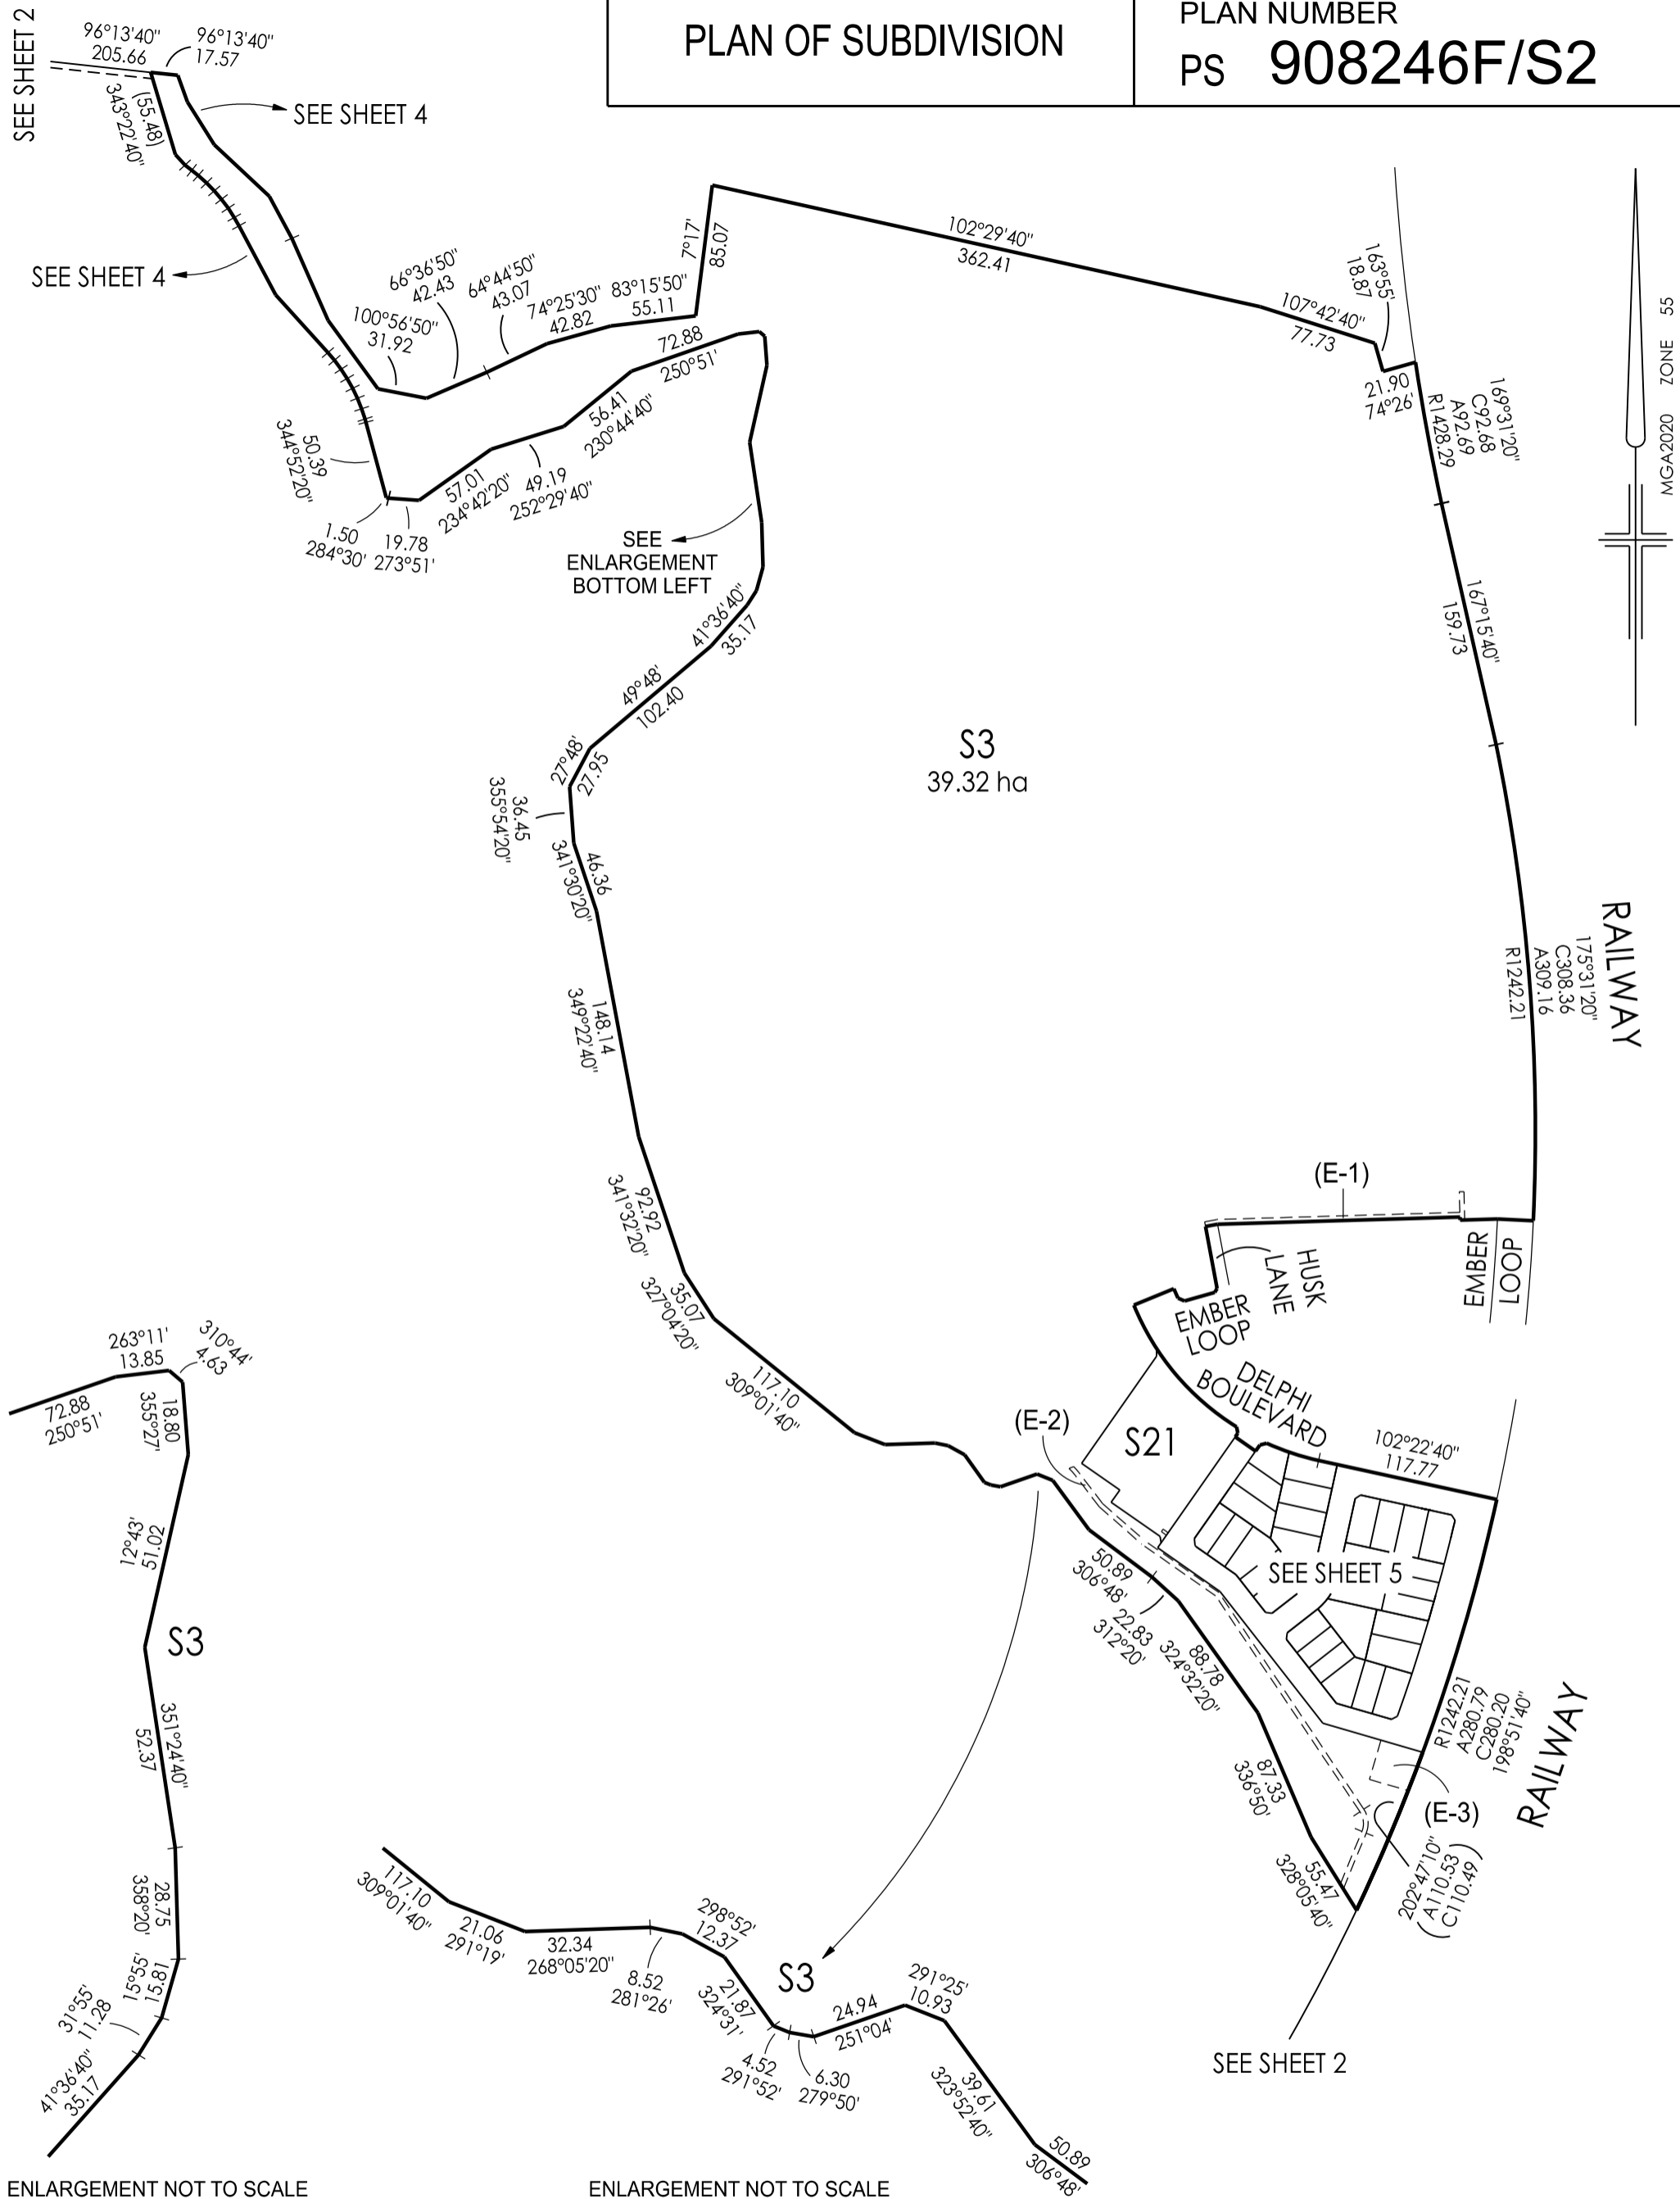 PLAN OF SUBDIVISION
PLAN NUMBER
PS 908246F/S2
SEE SHEET 2
96°13'40"
205.66
96°13'40"
17.57
(55.48)
343°22'40"
SEE SHEET 4
SEE SHEET 4
100°56'50"
31.92
66°36'50"
42.43
64°44'50"
43.07
74°25'30"
42.82
83°15'50"
55.11
7°17'
85.07
102°29'40"
362.41
107°42'40"
77.73
163°55'
18.87
21.90
74°26'
169°31'20"
C92.68
A92.69
R1428.29
MGA2020 ZONE 55
72.88
250°51'
56.41
230°44'40"
49.19
252°29'40"
57.01
234°42'20"
50.39
344°52'20"
1.50
284°30'
19.78
273°51'
SEE
ENLARGEMENT
BOTTOM LEFT
41°36'40"
35.17
49°48'
102.40
27°48'
27.95
36.45
355°54'20"
46.36
341°30'20"
148.14
349°22'40"
92.92
341°32'20"
35.07
327°04'20"
117.10
309°01'40"
S3
39.32 ha
167°15'40"
159.73
RAILWAY
175°31'20"
C308.36
A309.16
R1242.21
(E-1)
EMBER
LOOP
HUSK
LANE
EMBER
LOOP
DELPHI
BOULEVARD
(E-2)
S21
102°22'40"
117.77
SEE SHEET 5
50.89
306°48'
22.83
312°20'
88.78
324°32'20"
87.33
336°50'
55.47
328°05'40"
R1242.21
A280.79
C280.20
198°51'40"
RAILWAY
(E-3)
202°47'10"
(A110.53)
(C110.49)
SEE SHEET 2
263°11'
13.85
310°44'
4.63
72.88
250°51'
18.80
355°27'
12°43'
51.02
S3
351°24'40"
52.37
28.75
358°20'
15°55'
15.81
31°55'
11.28
41°36'40"
35.17
ENLARGEMENT NOT TO SCALE
117.10
309°01'40"
21.06
291°19'
32.34
268°05'20"
8.52
281°26'
298°52'
12.37
21.87
324°31'
S3
4.52
291°52'
6.30
279°50'
24.94
251°04'
291°25'
10.93
39.61
323°52'40"
50.89
306°48'
ENLARGEMENT NOT TO SCALE